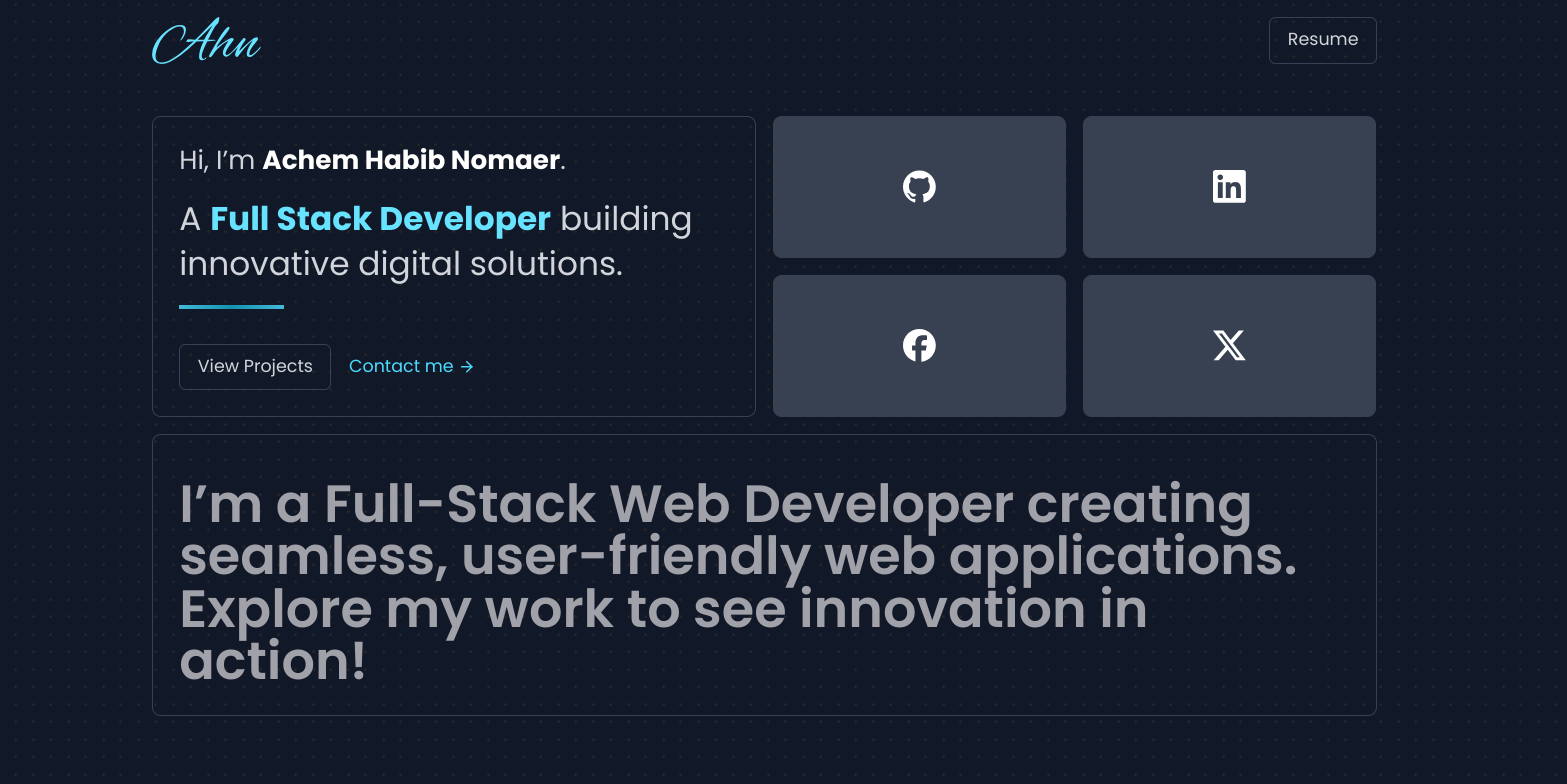 Ahn
Resume
Hi, I’m Achem Habib Nomaer.
A Full Stack Developer building
innovative digital solutions.
View Projects
Contact me →
in
I’m a Full-Stack Web Developer creating
seamless, user-friendly web applications.
Explore my work to see innovation in
action!